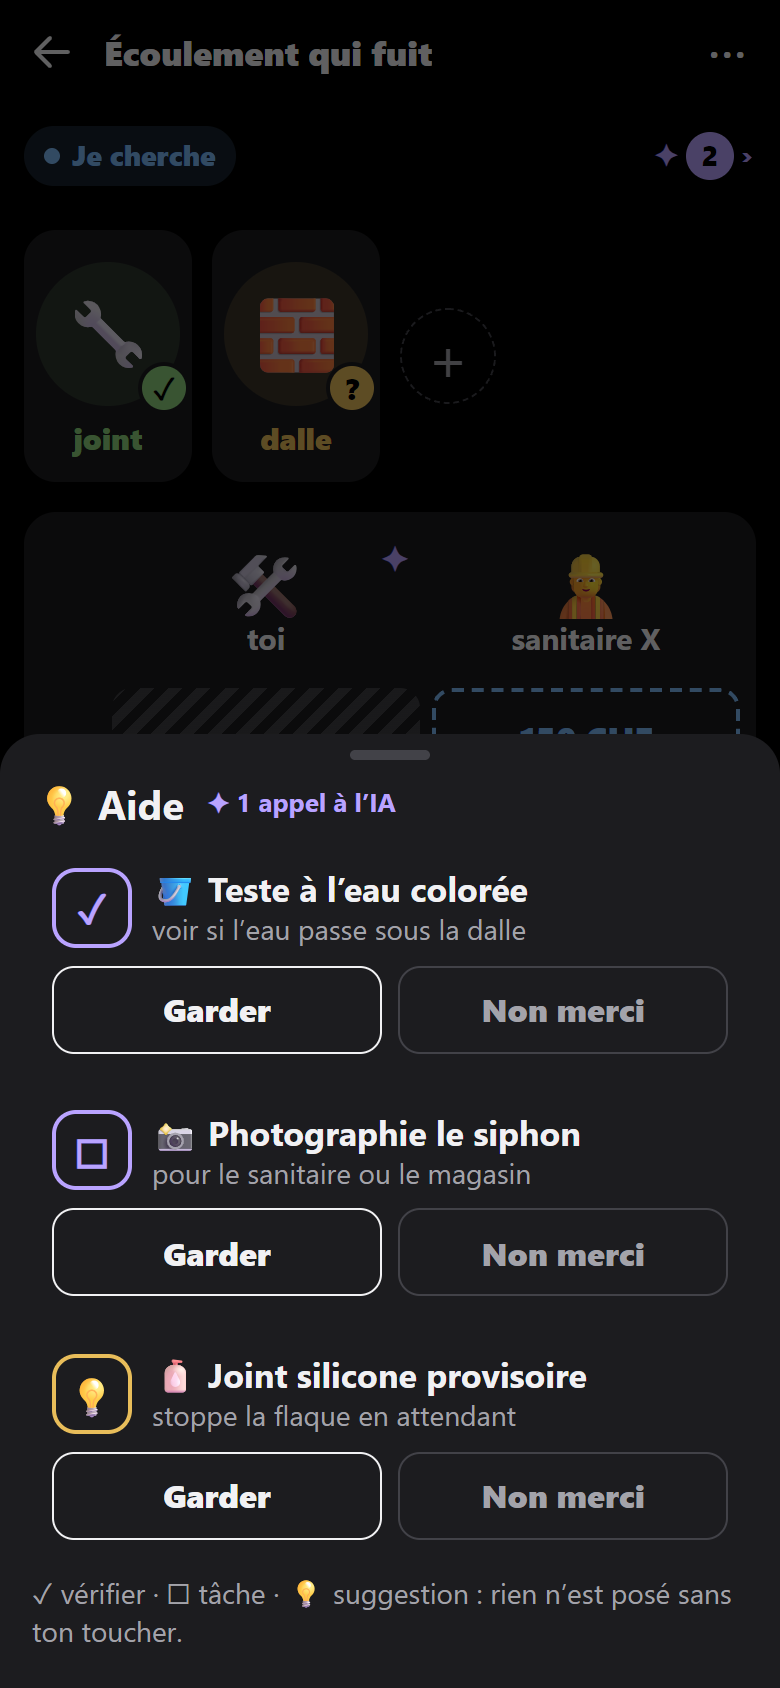 Écoulement qui fuit
Je cherche
2
joint
?
dalle
+
toi
sanitaire X
Aide
1 appel à l’IA
Teste à l’eau colorée
voir si l’eau passe sous la dalle
Garder
Non merci
Photographie le siphon
pour le sanitaire ou le magasin
Garder
Non merci
Joint silicone provisoire
stoppe la flaque en attendant
Garder
Non merci
✓ vérifier · ☐ tâche · 💡 suggestion : rien n’est posé sans
ton toucher.